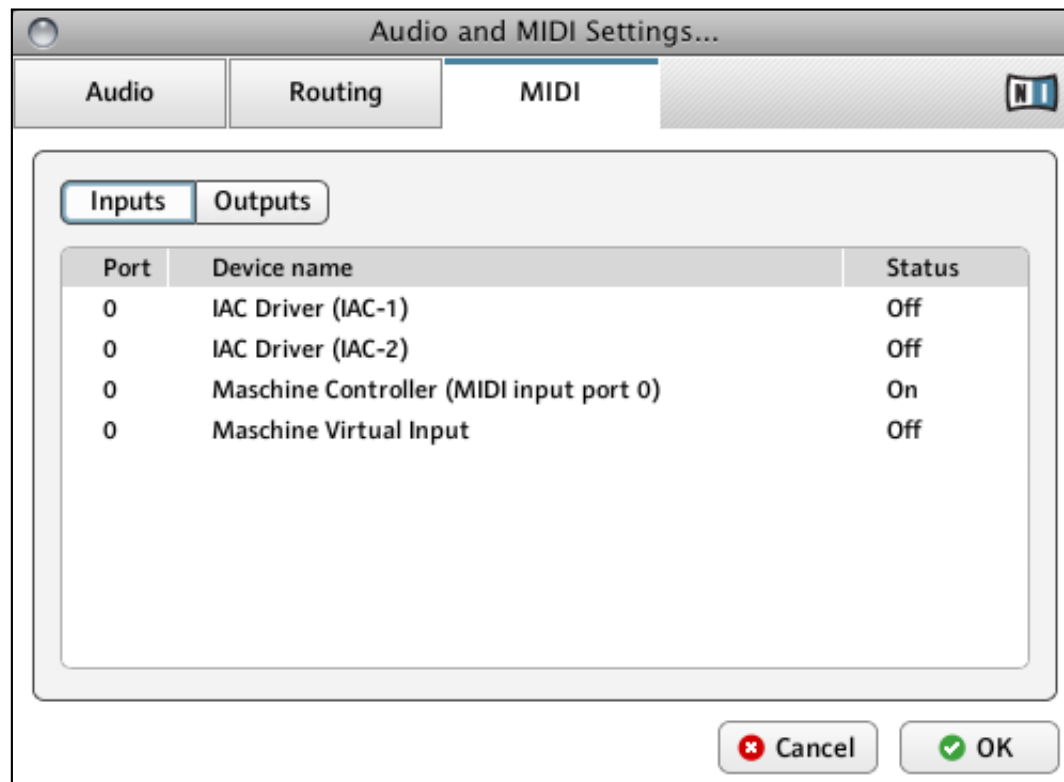 Audio and MIDI Settings...
Audio Routing MIDI NI
Inputs Outputs
Port Device name Status
0 IAC Driver (IAC-1) Off
0 IAC Driver (IAC-2) Off
0 Maschine Controller (MIDI input port 0) On
0 Maschine Virtual Input Off
Cancel OK